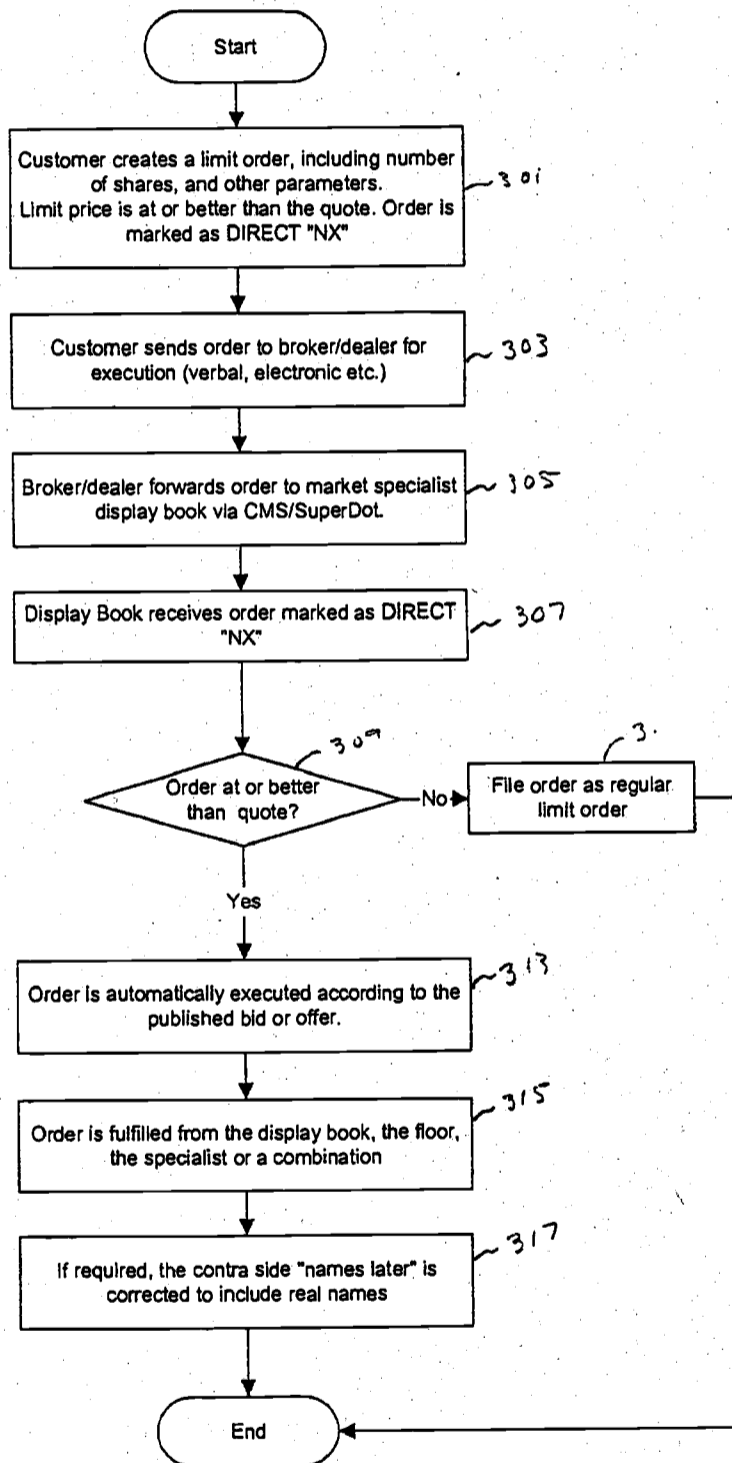 Start
Customer creates a limit order, including number
of shares, and other parameters.
Limit price is at or better than the quote. Order is
marked as DIRECT "NX"
301
Customer sends order to broker/dealer for
execution (verbal, electronic etc.)
303
Broker/dealer forwards order to market specialist
display book via CMS/SuperDot.
305
Display Book receives order marked as DIRECT
"NX"
307
309
Order at or better
than quote?
No
3.
File order as regular
limit order
Yes
Order is automatically executed according to the
published bid or offer.
313
Order is fulfilled from the display book, the floor,
the specialist or a combination
315
If required, the contra side "names later" is
corrected to include real names
317
End